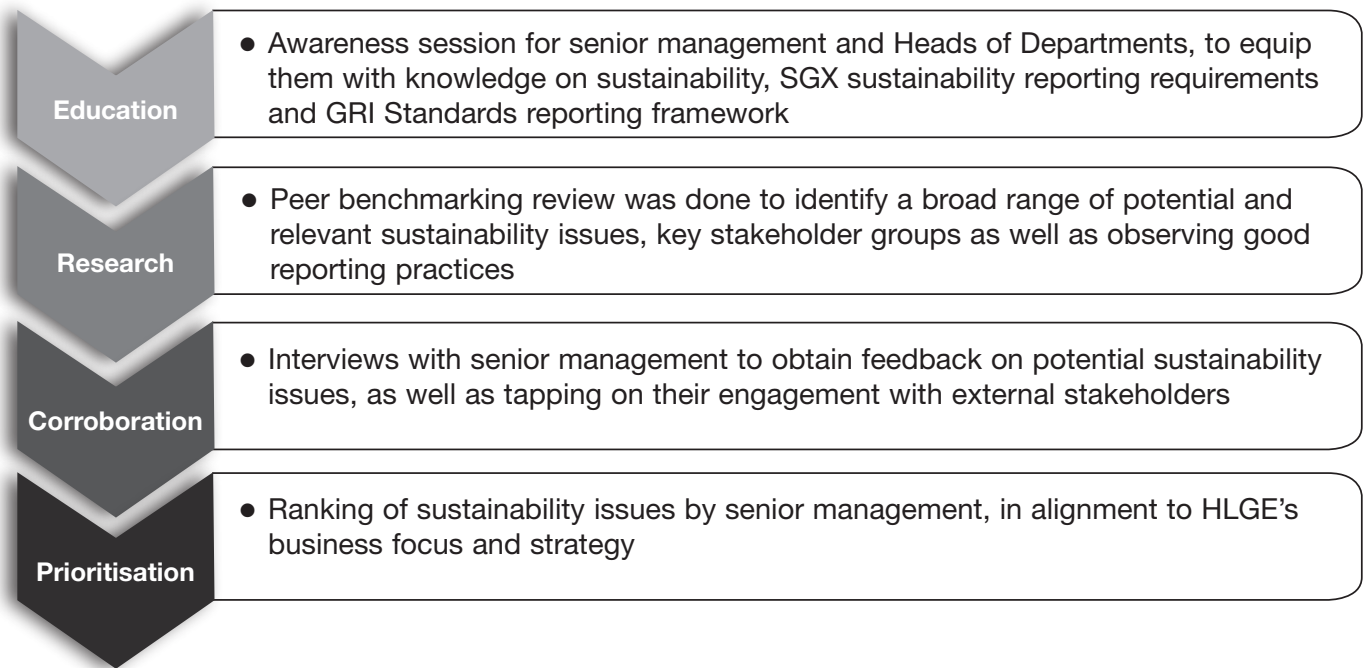 Education
● Awareness session for senior management and Heads of Departments, to equip
them with knowledge on sustainability, SGX sustainability reporting requirements
and GRI Standards reporting framework
Research
● Peer benchmarking review was done to identify a broad range of potential and
relevant sustainability issues, key stakeholder groups as well as observing good
reporting practices
Corroboration
● Interviews with senior management to obtain feedback on potential sustainability
issues, as well as tapping on their engagement with external stakeholders
Prioritisation
● Ranking of sustainability issues by senior management, in alignment to HLGE’s
business focus and strategy